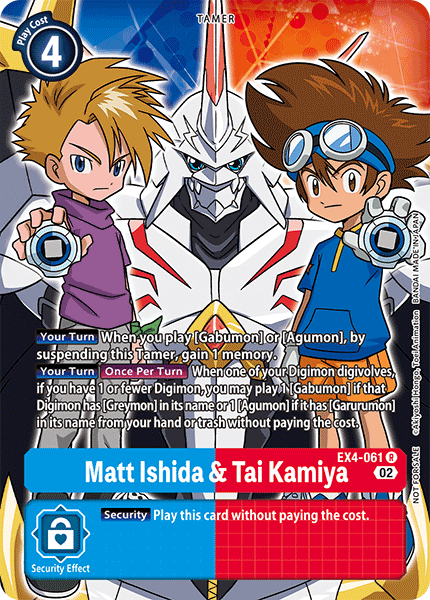 TAMER
Play Cost
4
Your Turn When you play [Gabumon] or [Agumon], by
suspending this Tamer, gain 1 memory.
Your Turn Once Per Turn When one of your Digimon digivolves,
if you have 1 or fewer Digimon, you may play 1 [Gabumon] if that
Digimon has [Greymon] in its name or 1 [Agumon] if it has [Garurumon]
in its name from your hand or trash without paying the cost.
EX4-061 R
Matt Ishida & Tai Kamiya
02
Security Play this card without paying the cost.
Security Effect
NOT FOR SALE ©Akiyoshi Hongo, Toei Animation BANDAI MADE IN JAPAN